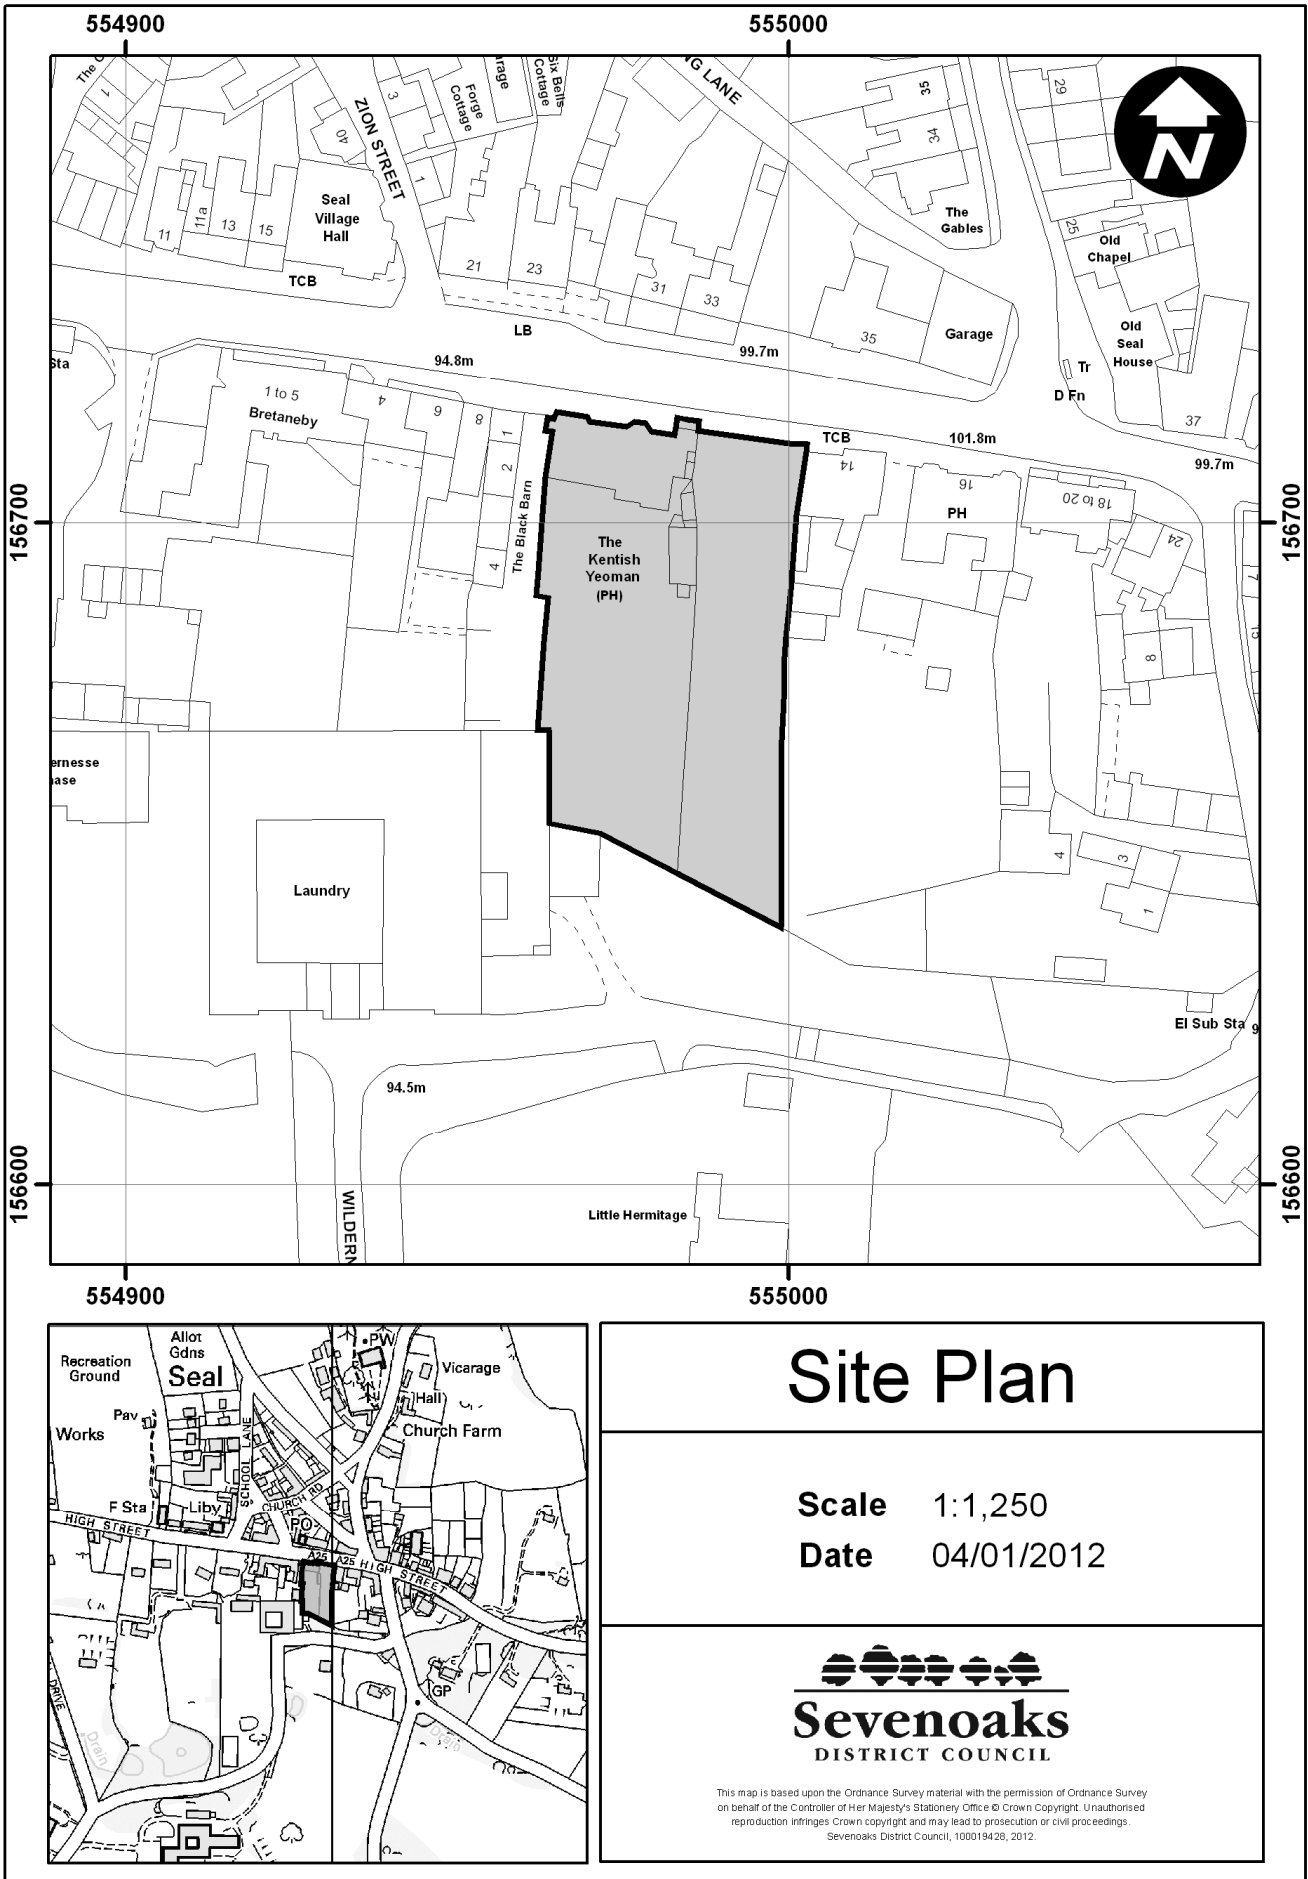 554900
555000
The
1
3
40
ZION STREET
Forge
Cottage
Six Bells
Cottage
LANE
35
34
29
N
11
11a
13
15
Seal
Village
Hall
1
21
23
31
33
The
Gables
25
Old
Chapel
TCB
LB
35
Garage
Old
Seal
House
Sta
94.8m
99.7m
Tr
D Fn
37
1 to 5
Bretaneby
4
6
8
1
2
4
The Black Barn
TCB
101.8m
99.7m
14
16
PH
18 to 20
24
156700
156700
The
Kentish
Yeoman
(PH)
8
Laundry
4
3
1
El Sub Sta
94.5m
156600
156600
WILDERN
Little Hermitage
554900
555000
Allot
Gdns
Seal
Recreation
Ground
PW
Vicarage
Hall
Church Farm
Pav
Works
SCHOOL LANE
F Sta
Liby
CHURCH RD
PO
HIGH STREET
A25
A25 HIGH STREET
DRIVE
Drain
GP
Drain
Site Plan
Scale 1:1,250
Date 04/01/2012
Sevenoaks
DISTRICT COUNCIL
This map is based upon the Ordnance Survey material with the permission of Ordnance Survey
on behalf of the Controller of Her Majesty's Stationery Office © Crown Copyright. Unauthorised
reproduction infringes Crown copyright and may lead to prosecution or civil proceedings.
Sevenoaks District Council, 100019428, 2012.